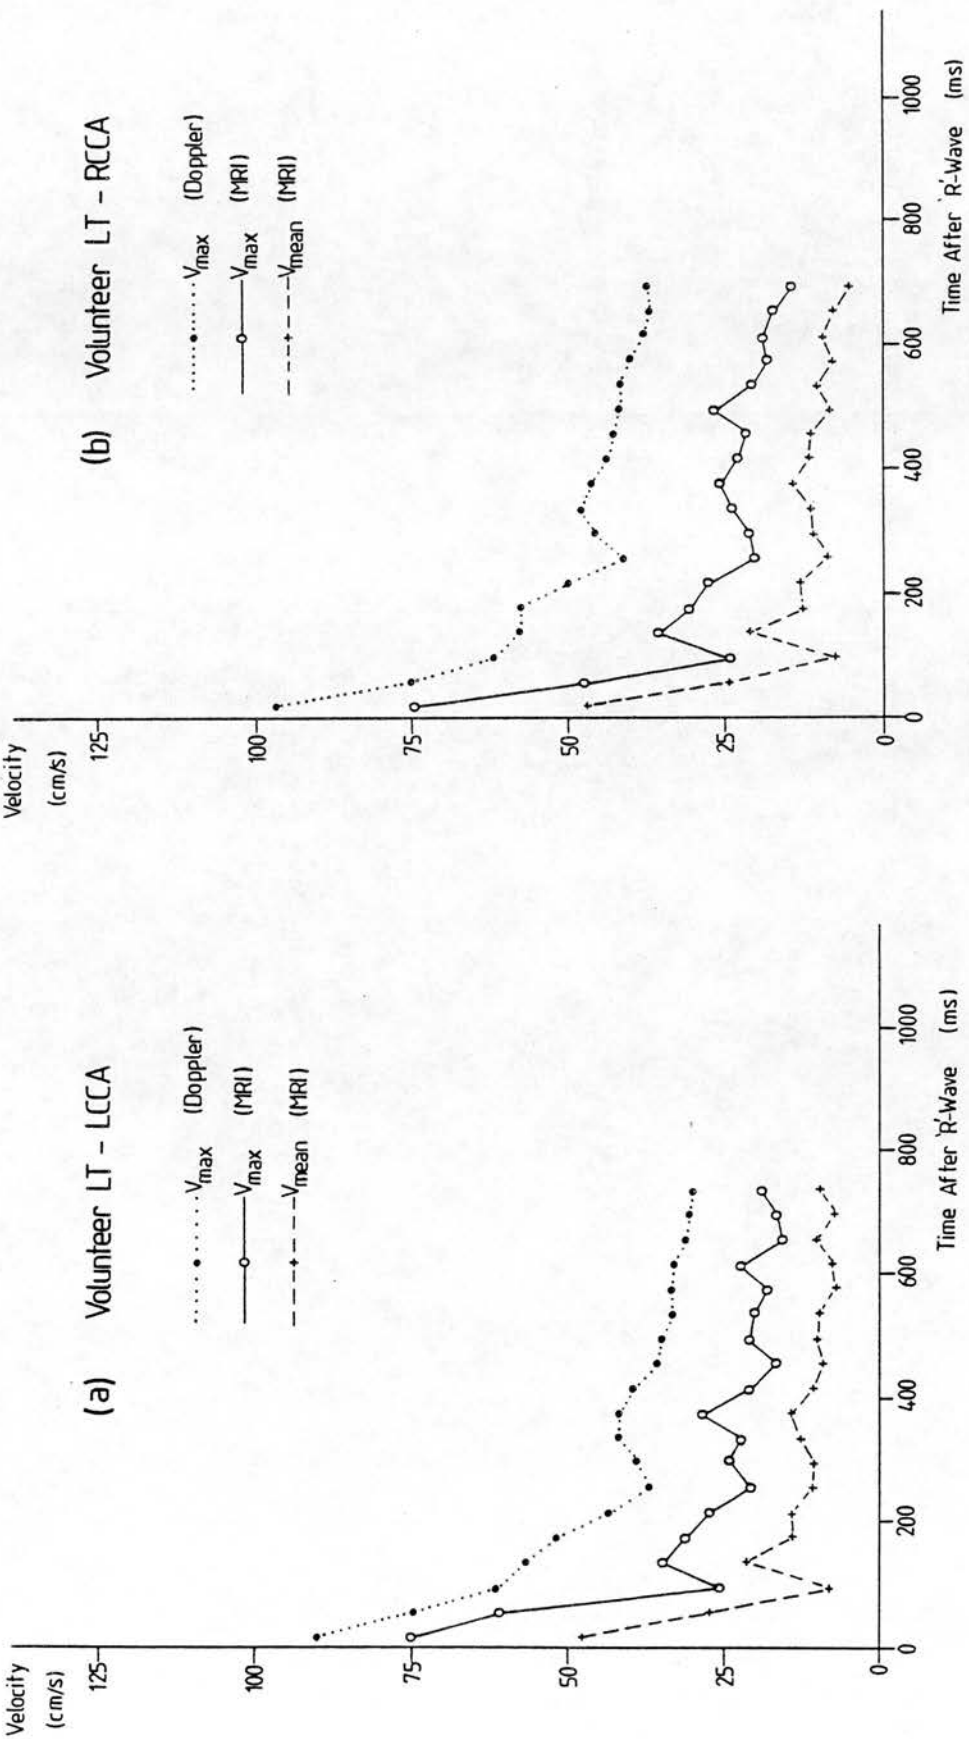 (a) Volunteer LT - LCCA
Velocity
(cm/s)
Vmax (Doppler)
Vmax (MRI)
Vmean (MRI)
125
100
75
50
25
0
0 200 400 600 800 1000
Time After 'R'-Wave (ms)
(b) Volunteer LT - RCCA
Velocity
(cm/s)
Vmax (Doppler)
Vmax (MRI)
Vmean (MRI)
125
100
75
50
25
0
0 200 400 600 800 1000
Time After 'R'-Wave (ms)